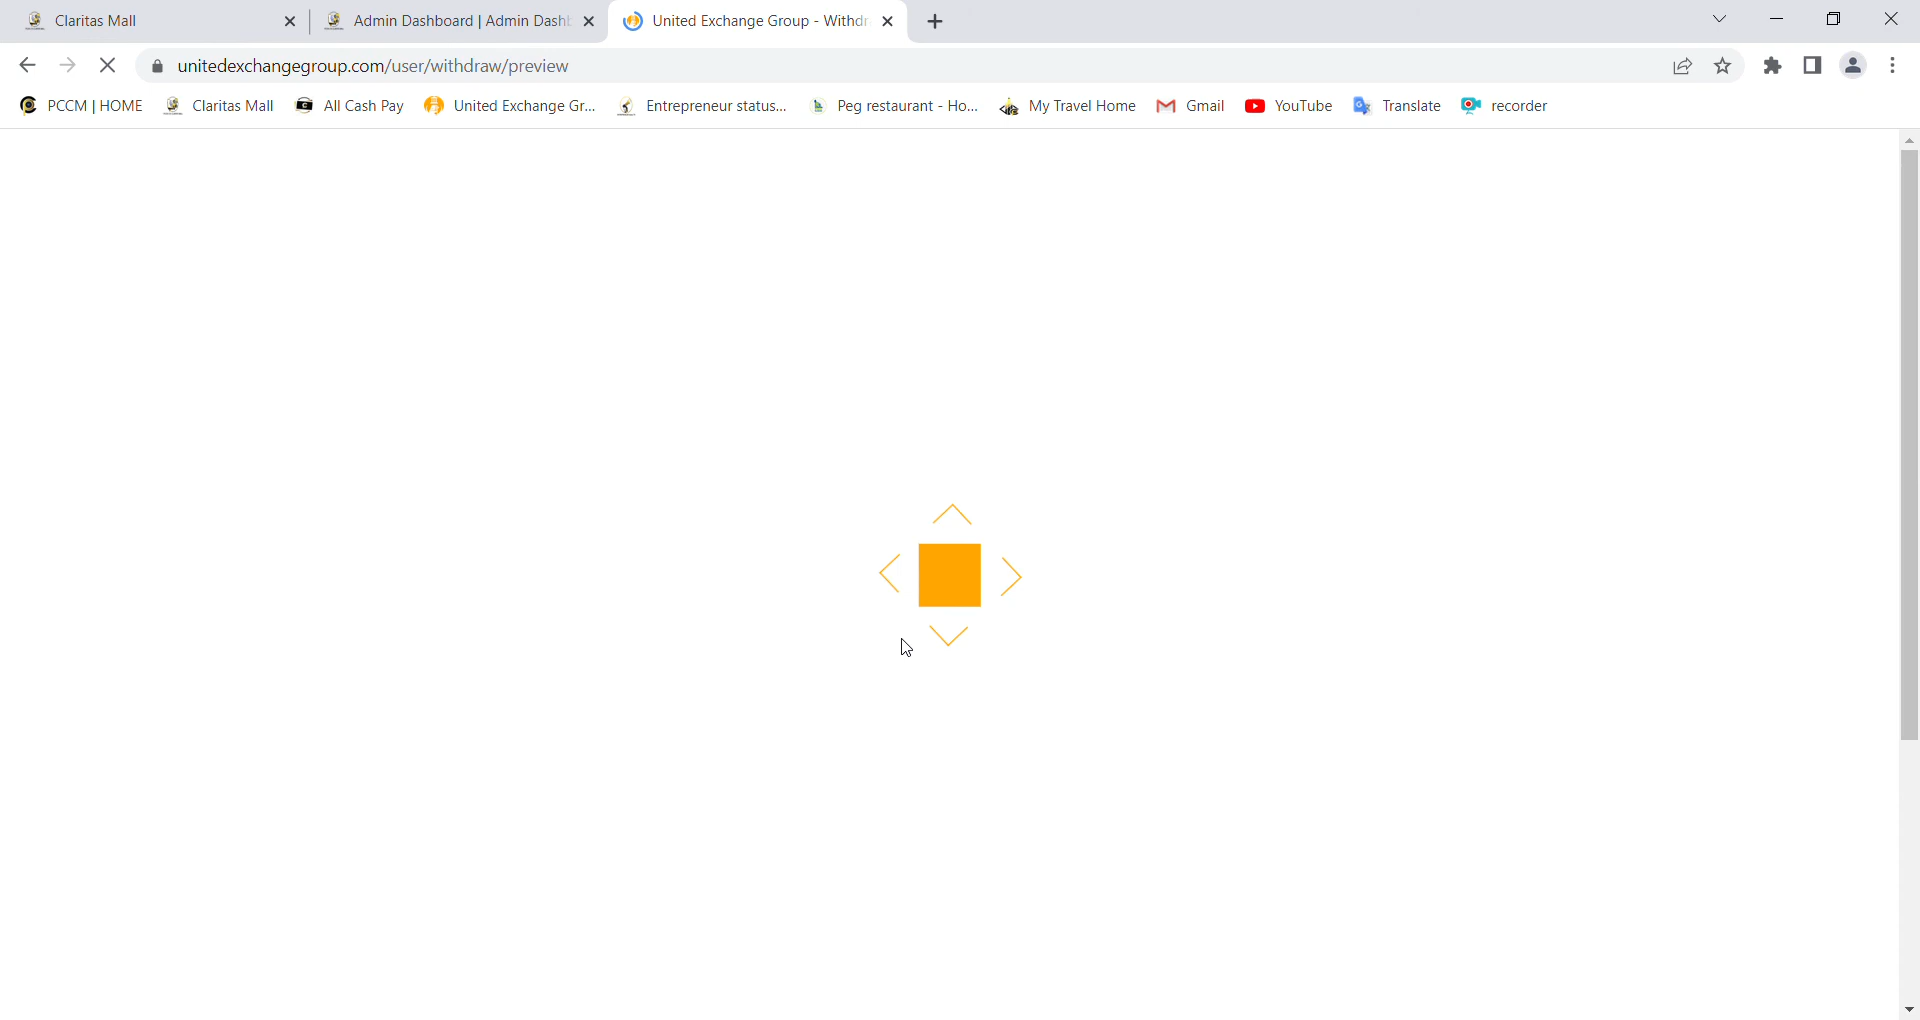 Claritas Mall
Admin Dashboard | Admin Dashb
United Exchange Group - Withdr
unitedexchangegroup.com/user/withdraw/preview
PCCM | HOME
Claritas Mall
All Cash Pay
United Exchange Gr...
Entrepreneur status...
Peg restaurant - Ho...
My Travel Home
Gmail
YouTube
Translate
recorder